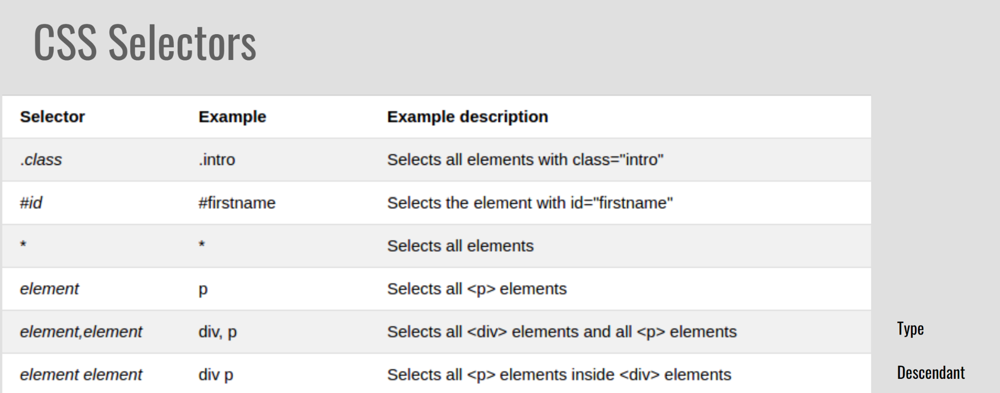 CSS Selectors
Selector Example Example description
.class .intro Selects all elements with class="intro"
#id #firstname Selects the element with id="firstname"
* * Selects all elements
element p Selects all <p> elements
element,element div, p Selects all <div> elements and all <p> elements Type
element element div p Selects all <p> elements inside <div> elements Descendant